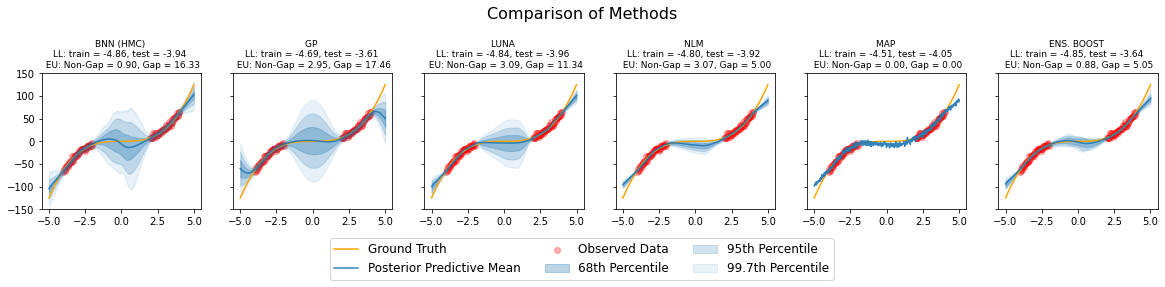 Comparison of Methods
BNN (HMC)
LL: train = -4.86, test = -3.94
EU: Non-Gap = 0.90, Gap = 16.33
GP
LL: train = -4.69, test = -3.61
EU: Non-Gap = 2.95, Gap = 17.46
LUNA
LL: train = -4.84, test = -3.96
EU: Non-Gap = 3.09, Gap = 11.34
NLM
LL: train = -4.80, test = -3.92
EU: Non-Gap = 3.07, Gap = 5.00
MAP
LL: train = -4.51, test = -4.05
EU: Non-Gap = 0.00, Gap = 0.00
ENS. BOOST
LL: train = -4.85, test = -3.64
EU: Non-Gap = 0.88, Gap = 5.05
150
100
50
0
−50
−100
−150
−5.0 −2.5 0.0 2.5 5.0
−5.0 −2.5 0.0 2.5 5.0
−5.0 −2.5 0.0 2.5 5.0
−5.0 −2.5 0.0 2.5 5.0
−5.0 −2.5 0.0 2.5 5.0
−5.0 −2.5 0.0 2.5 5.0
Ground Truth
Posterior Predictive Mean
Observed Data
68th Percentile
95th Percentile
99.7th Percentile